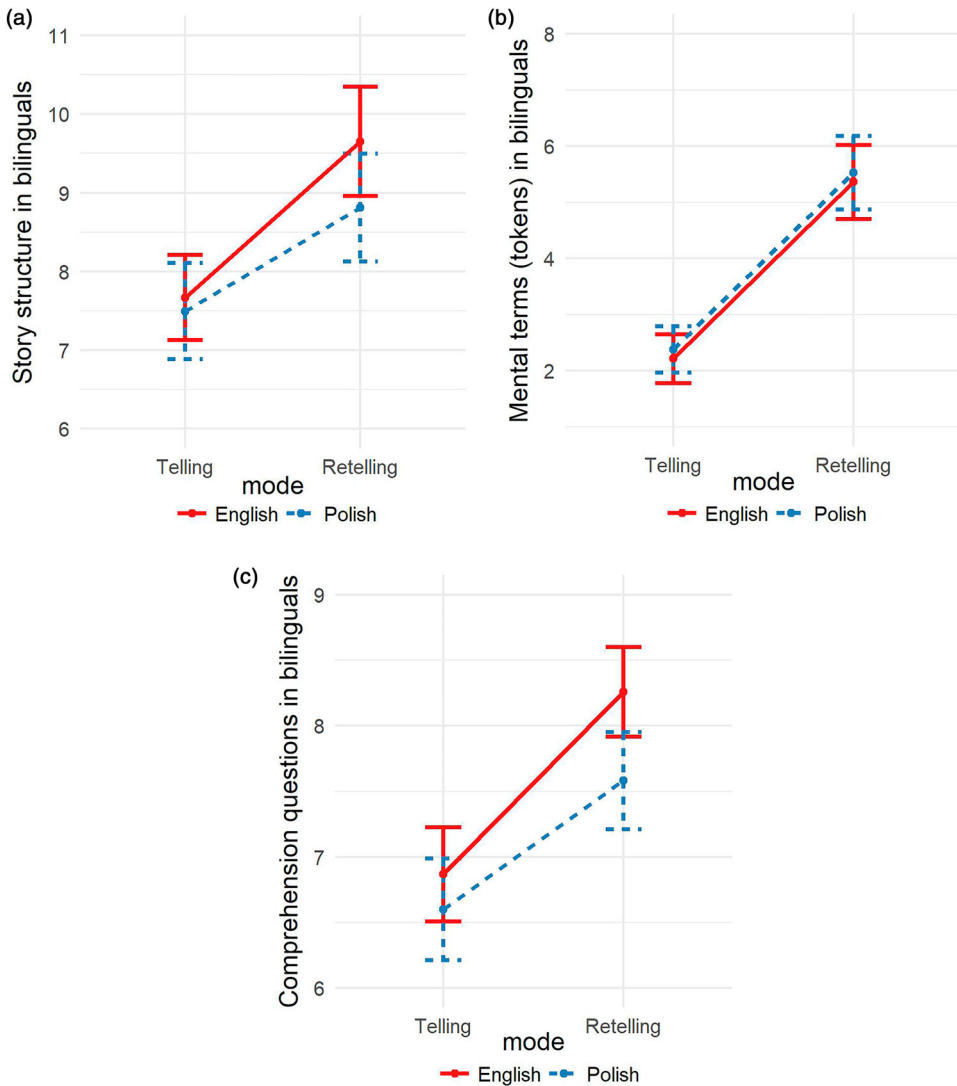 (a)
Story structure in bilinguals
11
10
9
8
7
6
Telling
Retelling
mode
English
Polish
(b)
Mental terms (tokens) in bilinguals
8
6
4
2
Telling
Retelling
mode
English
Polish
(c)
Comprehension questions in bilinguals
9
8
7
6
Telling
Retelling
mode
English
Polish